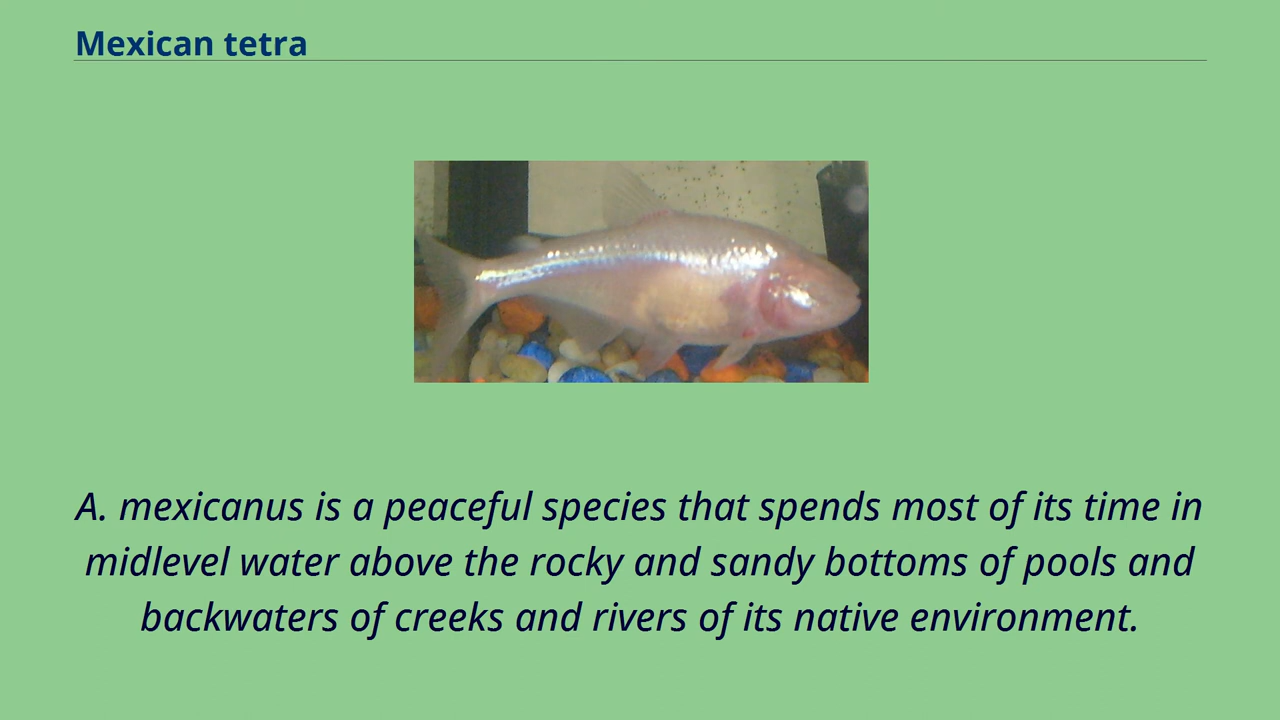 Mexican tetra
A. mexicanus is a peaceful species that spends most of its time in
midlevel water above the rocky and sandy bottoms of pools and
backwaters of creeks and rivers of its native environment.